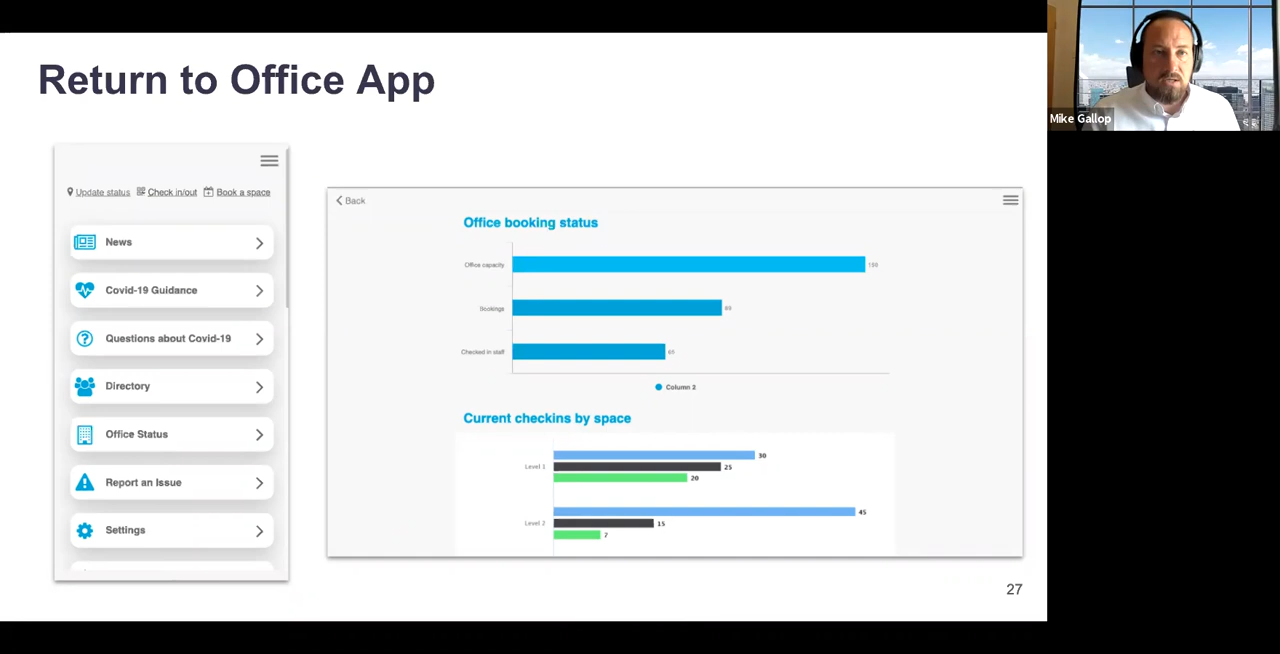 Return to Office App
Mike Gallop
Update status Check in/out Book a space
News
Covid-19 Guidance
Questions about Covid-19
Directory
Office Status
Report an Issue
Settings
Back
Office booking status
Office capacity
Bookings
Checked in staff 65
Column 2
Current checkins by space
Level 1 30
25
20
Level 2 45
15
7
27